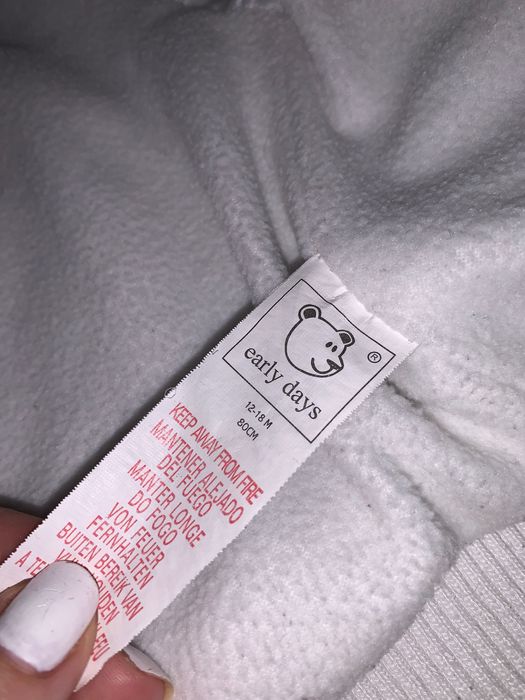 early days
®
12-18 M
80CM
KEEP AWAY FROM FIRE
MANTENER ALEJADO
DEL FUEGO
MANTER LONGE
DO FOGO
VON FEUER
FERNHALTEN
BUITEN BEREIK VAN